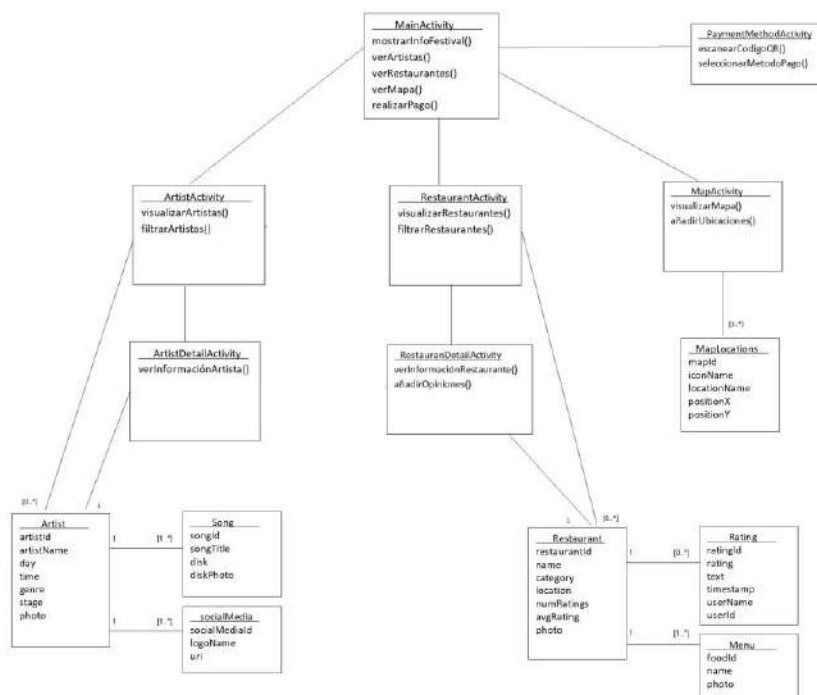 MainActivity
mostrarInfoFestival()
verArtistas()
verRestaurantes()
verMapa()
realizarPago()
PaymentMethodActivity
escanearCodigoQR()
seleccionarMetodoPago()
ArtistActivity
visualizarArtistas()
filtrarArtistas()
RestaurantActivity
visualizarRestaurantes()
filtrarRestaurantes()
MapActivity
visualizarMapa()
añadirUbicaciones()
ArtistDetailActivity
verInformaciónArtista()
RestauranDetailActivity
verInformaciónRestaurante()
añadirOpiniones()
[0..*]
MapLocations
mapId
iconName
locationName
positionX
positionY
[0..*]
1
Artist
artistId
artistName
day
time
genre
stage
photo
1
[1..*]
Song
songId
songTitle
disk
diskPhoto
1
[1..*]
socialMedia
socialMediaId
logoName
uri
1
[0..*]
Restaurant
restaurantId
name
category
location
numRatings
avgRating
photo
1
[0..*]
Rating
ratingId
rating
text
timestamp
userName
userId
1
[1..*]
Menu
foodId
name
photo